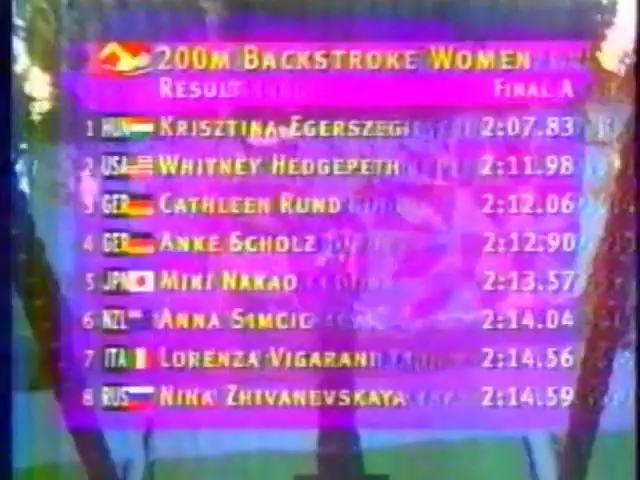 200m Backstroke Women
Result Final A
1 HUN Krisztina Egerszegi 2:07.83
2 USA Whitney Hedgepeth 2:11.98
3 GER Cathleen Rund 2:12.06
4 GER Anke Scholz 2:12.90
5 JPN Miki Nakao 2:13.57
6 NZL Anna Simcic 2:14.04
7 ITA Lorenza Vigarani 2:14.56
8 RUS Nina Zhivanevskaya 2:14.59